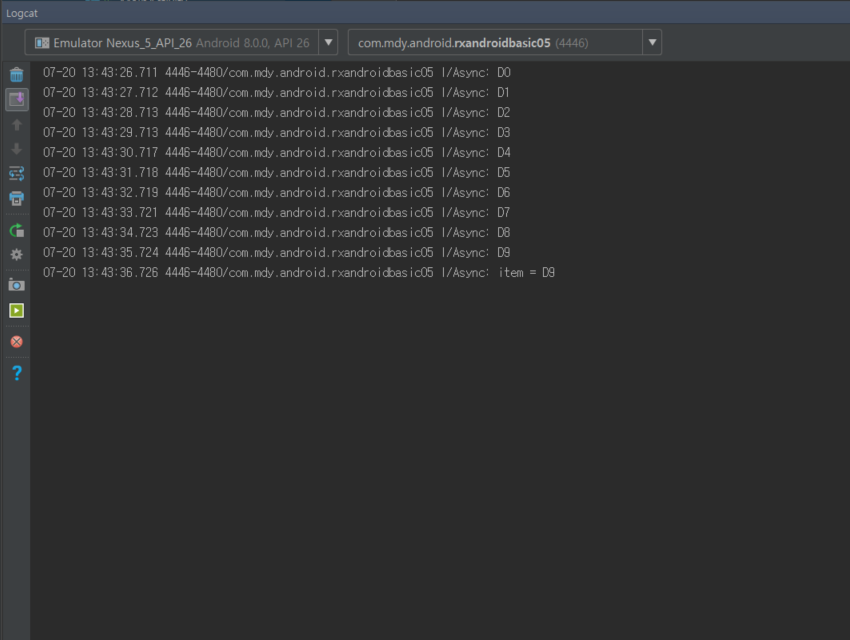 Logcat
Emulator Nexus_5_API_26 Android 8.0.0, API 26 com.mdy.android.rxandroidbasic05 (4446)
07-20 13:43:26.711 4446-4480/com.mdy.android.rxandroidbasic05 I/Async: D0
07-20 13:43:27.712 4446-4480/com.mdy.android.rxandroidbasic05 I/Async: D1
07-20 13:43:28.713 4446-4480/com.mdy.android.rxandroidbasic05 I/Async: D2
07-20 13:43:29.713 4446-4480/com.mdy.android.rxandroidbasic05 I/Async: D3
07-20 13:43:30.717 4446-4480/com.mdy.android.rxandroidbasic05 I/Async: D4
07-20 13:43:31.718 4446-4480/com.mdy.android.rxandroidbasic05 I/Async: D5
07-20 13:43:32.719 4446-4480/com.mdy.android.rxandroidbasic05 I/Async: D6
07-20 13:43:33.721 4446-4480/com.mdy.android.rxandroidbasic05 I/Async: D7
07-20 13:43:34.723 4446-4480/com.mdy.android.rxandroidbasic05 I/Async: D8
07-20 13:43:35.724 4446-4480/com.mdy.android.rxandroidbasic05 I/Async: D9
07-20 13:43:36.726 4446-4480/com.mdy.android.rxandroidbasic05 I/Async: item = D9